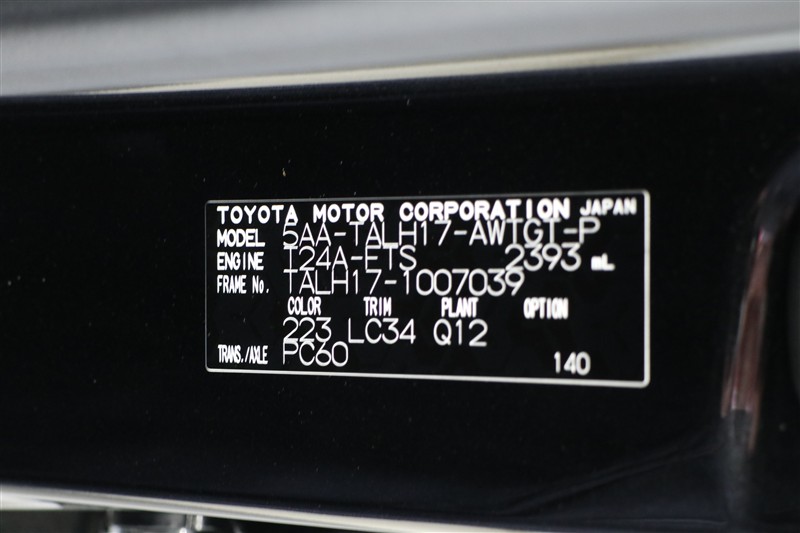 TOYOTA MOTOR CORPORATION JAPAN
MODEL 5AA-TALH17-AWTGT-P
ENGINE T24A-FTS 2393 mL
FRAME No. TALH17-1007039
COLOR TRIM PLANT OPTION
223 LC34 Q12
TRANS./AXLE PC60 140